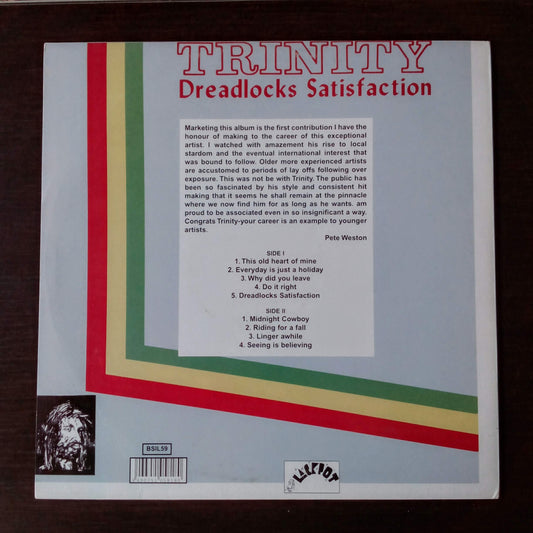 TRINITY
Dreadlocks Satisfaction
Marketing this album is the first contribution I have the
honour of making to the career of this exceptional
artist. I watched with amazement his rise to local
stardom and the eventual international interest that
was bound to follow. Older more experienced artists
are accustomed to periods of lay offs following over
exposure. This was not be with Trinity. The public has
been so fascinated by his style and consistent hit
making that it seems he shall remain at the pinnacle
where we now find him for as long as he wants. am
proud to be associated even in so insignificant a way.
Congrats Trinity-your career is an example to younger
artists.
Pete Weston
SIDE I
1. This old heart of mine
2. Everyday is just a holiday
3. Why did you leave
4. Do it right
5. Dreadlocks Satisfaction
SIDE II
1. Midnight Cowboy
2. Riding for a fall
3. Linger awhile
4. Seeing is believing
BSIL59
JACKPOT